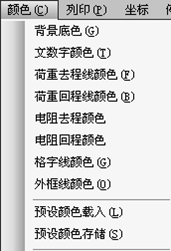 颜色(C) 列印(P) 坐标
背景底色(G)
文数字颜色(W)
荷重去程线颜色(F)
荷重回程线颜色(B)
电阻去程颜色
电阻回程颜色
格字线颜色(G)
外框线颜色(O)
预设颜色载入(L)
预设颜色存储(S)